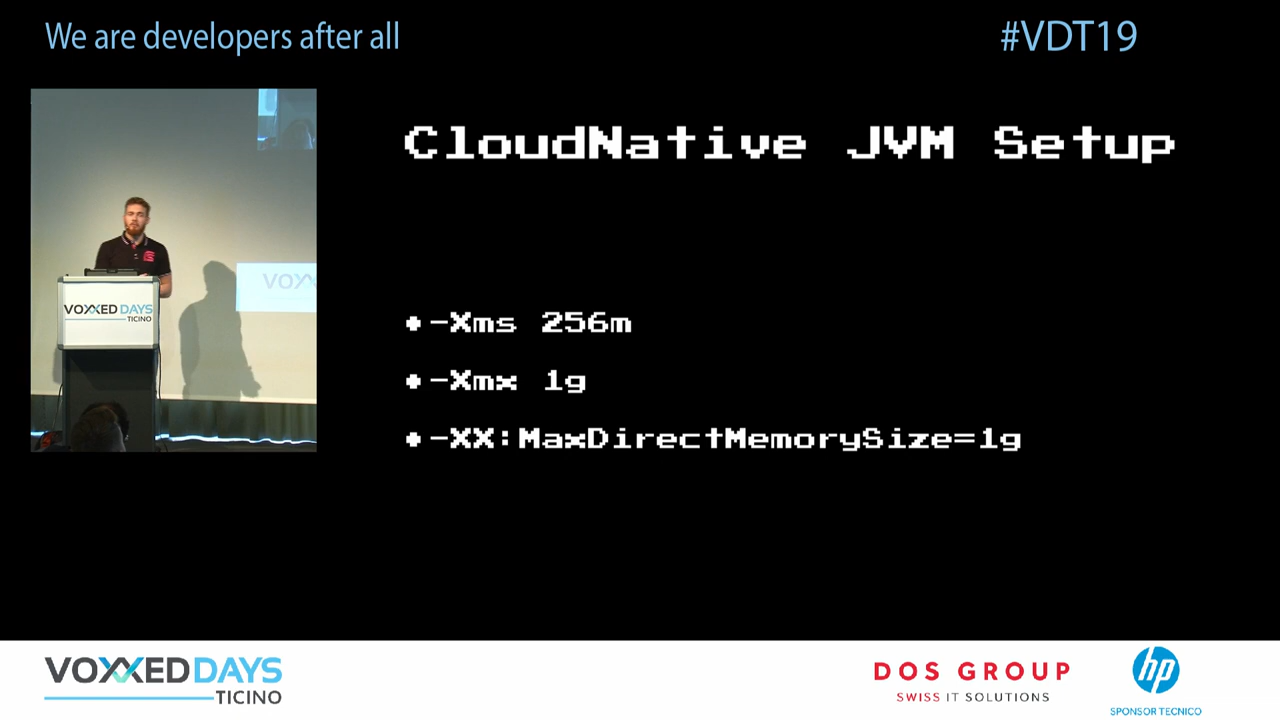 We are developers after all
#VDT19
CloudNative JVM Setup
-Xms 256m
-Xmx 1g
-XX:MaxDirectMemorySize=1g
VOXXED DAYS
TICINO
VOXXED DAYS
TICINO
DOS GROUP
SWISS IT SOLUTIONS
hp
SPONSOR TECNICO